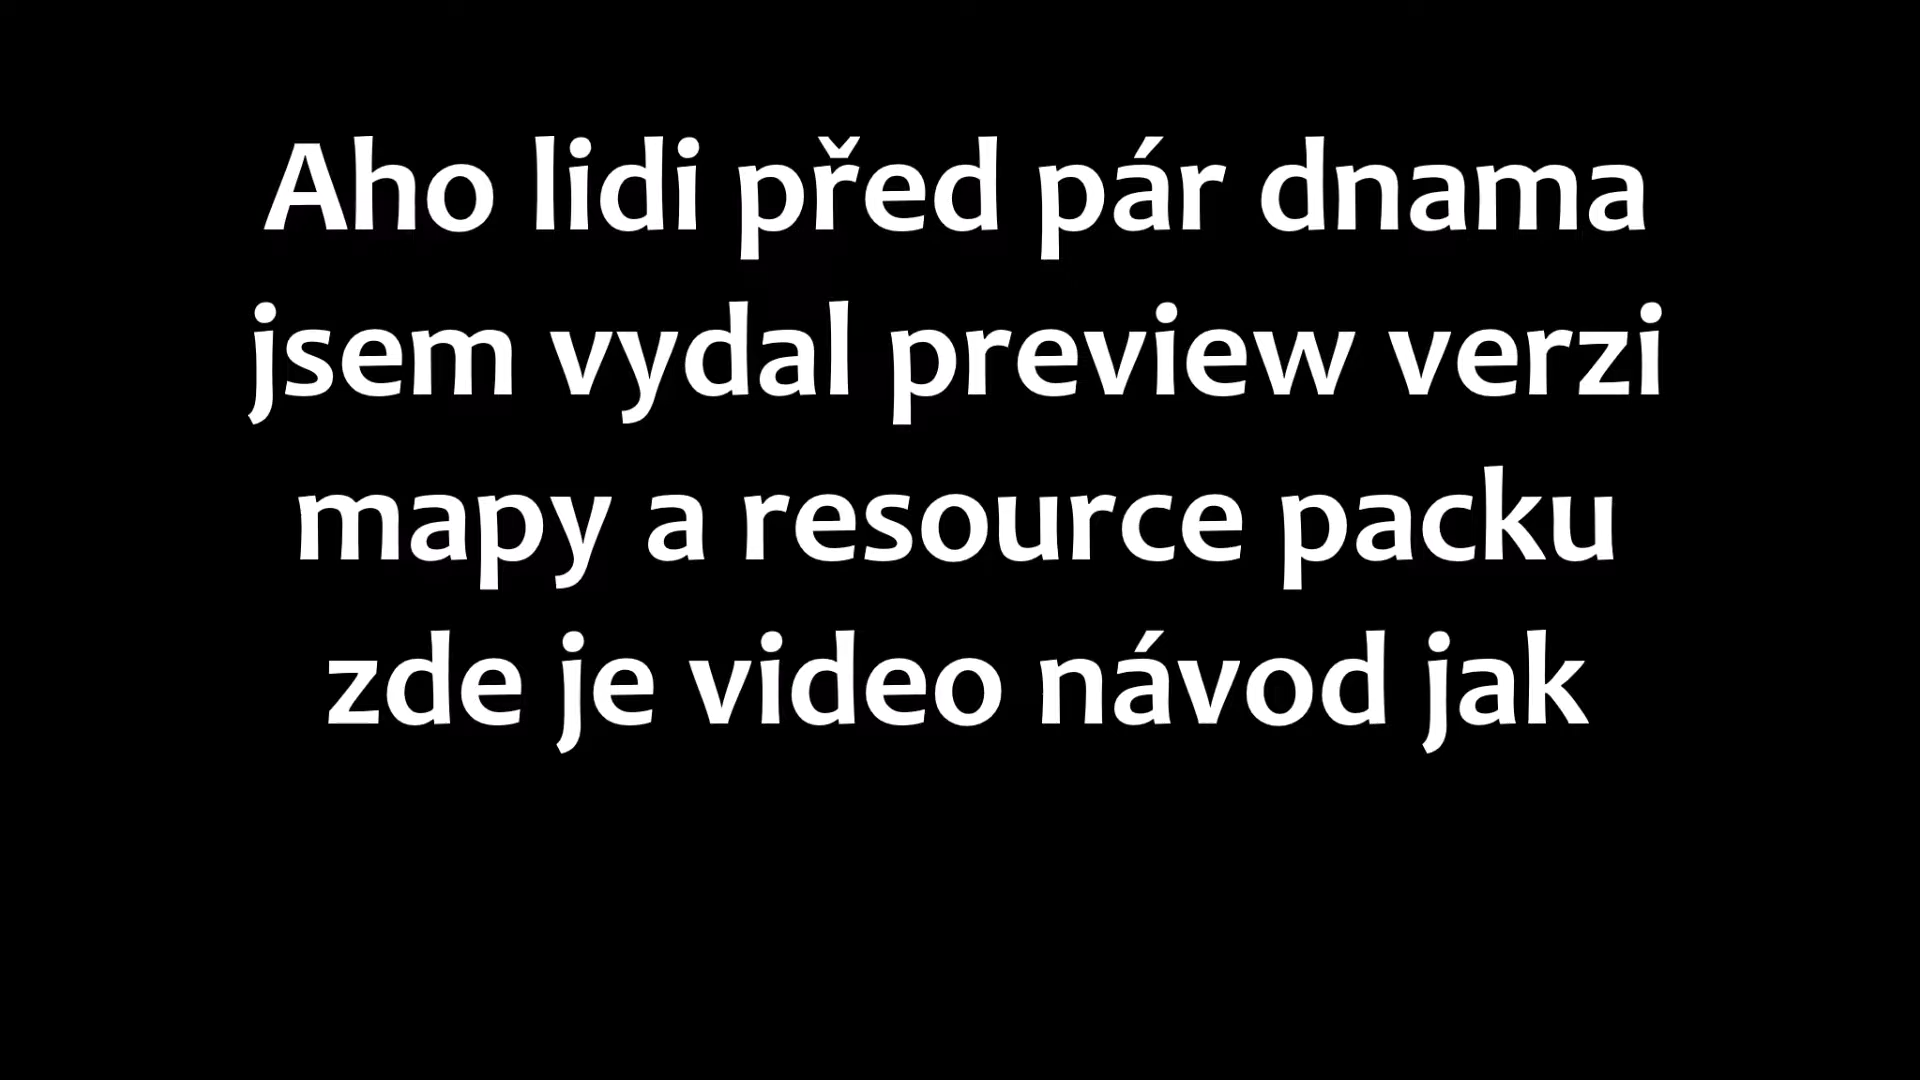 Aho lidi před pár dnama
jsem vydal preview verzi
mapy a resource packu
zde je video návod jak